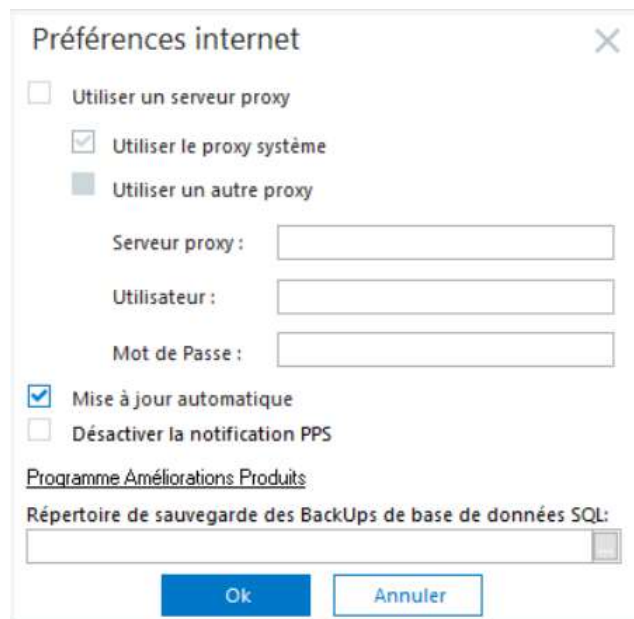 Préférences internet
Utiliser un serveur proxy
Utiliser le proxy système
Utiliser un autre proxy
Serveur proxy :
Utilisateur :
Mot de Passe :
Mise à jour automatique
Désactiver la notification PPS
Programme Améliorations Produits
Répertoire de sauvegarde des BackUps de base de données SQL:
...
Ok Annuler